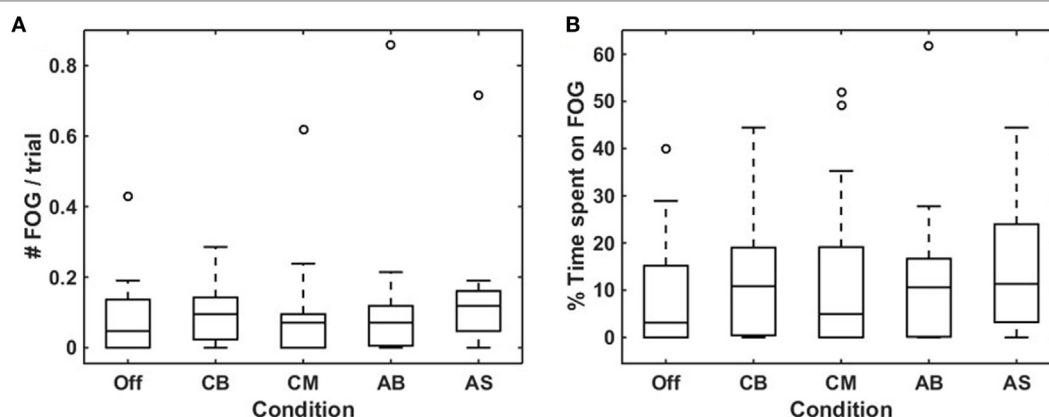 A
# FOG / trial
0.8
0.6
0.4
0.2
0
Off CB CM AB AS
Condition
B
% Time spent on FOG
60
50
40
30
20
10
0
Off CB CM AB AS
Condition